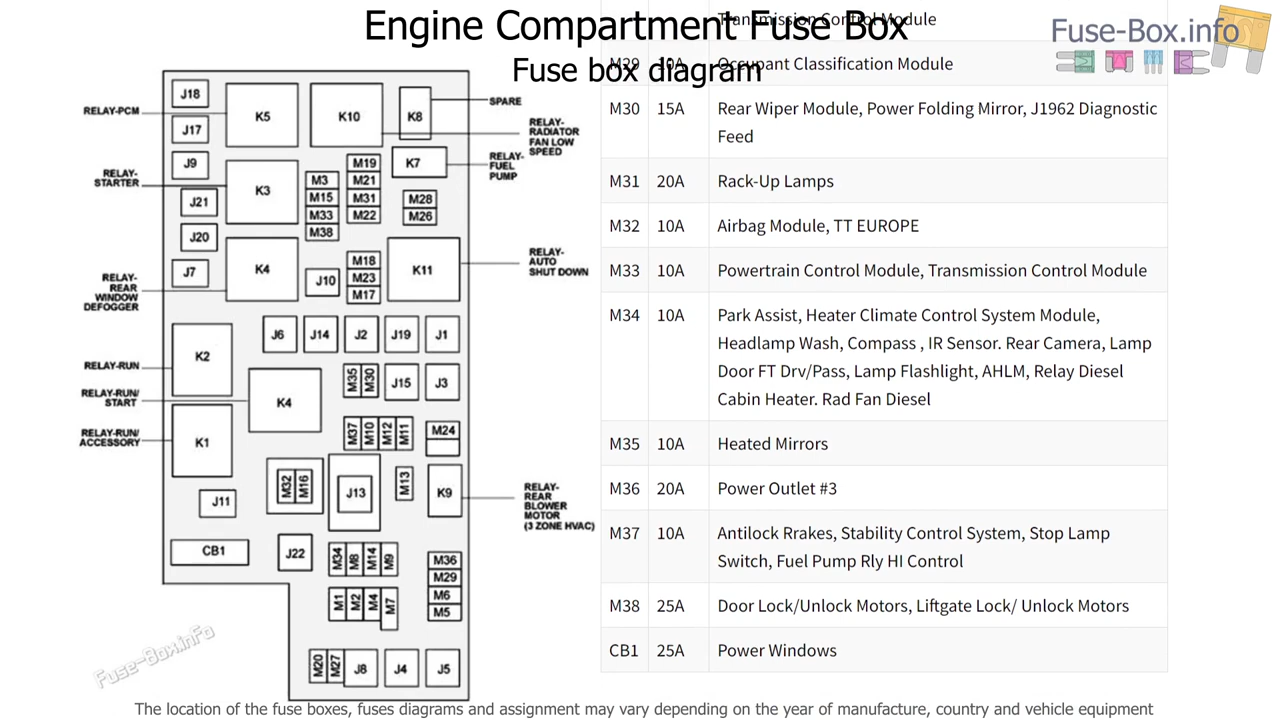 Engine Compartment Fuse Box
Fuse box diagram
Fuse-Box.info
J18
K5
K10
K8
SPARE
RELAY-PCM
J17
RELAY-
RADIATOR
FAN LOW
SPEED
J9
M19
K7
RELAY-
FUEL
PUMP
RELAY-
STARTER
K3
M3
M21
M15
M31
M28
J21
M33
M22
M26
M38
J20
RELAY-
AUTO
SHUT DOWN
J7
K4
J10
M18
M23
M17
K11
RELAY-
REAR
WINDOW
DEFOGGER
J6
J14
J2
J19
J1
K2
RELAY-RUN
M35
M30
J15
J3
RELAY-RUN/
START
K4
RELAY-RUN/
ACCESSORY
K1
M37
M10
M12
M11
M24
M32
M16
J13
M13
K9
RELAY-
REAR
BLOWER
MOTOR
(3 ZONE HVAC)
J11
CB1
J22
M34
M8
M14
M9
M36
M29
M6
M5
M1
M2
M4
M7
M20
M27
J8
J4
J5
Fuse-Box.info
Transmission Control Module
M29 10A Occupant Classification Module
M30 15A Rear Wiper Module, Power Folding Mirror, J1962 Diagnostic
Feed
M31 20A Rack-Up Lamps
M32 10A Airbag Module, TT EUROPE
M33 10A Powertrain Control Module, Transmission Control Module
M34 10A Park Assist, Heater Climate Control System Module,
Headlamp Wash, Compass , IR Sensor. Rear Camera, Lamp
Door FT Drv/Pass, Lamp Flashlight, AHLM, Relay Diesel
Cabin Heater. Rad Fan Diesel
M35 10A Heated Mirrors
M36 20A Power Outlet #3
M37 10A Antilock Rrakes, Stability Control System, Stop Lamp
Switch, Fuel Pump Rly HI Control
M38 25A Door Lock/Unlock Motors, Liftgate Lock/ Unlock Motors
CB1 25A Power Windows
The location of the fuse boxes, fuses diagrams and assignment may vary depending on the year of manufacture, country and vehicle equipment